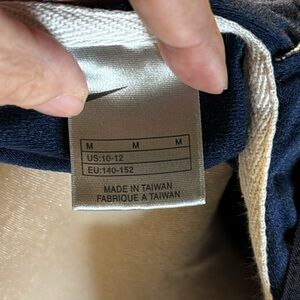 M M M
US:10-12
EU:140-152
MADE IN TAIWAN
FABRIQUE A TAIWAN